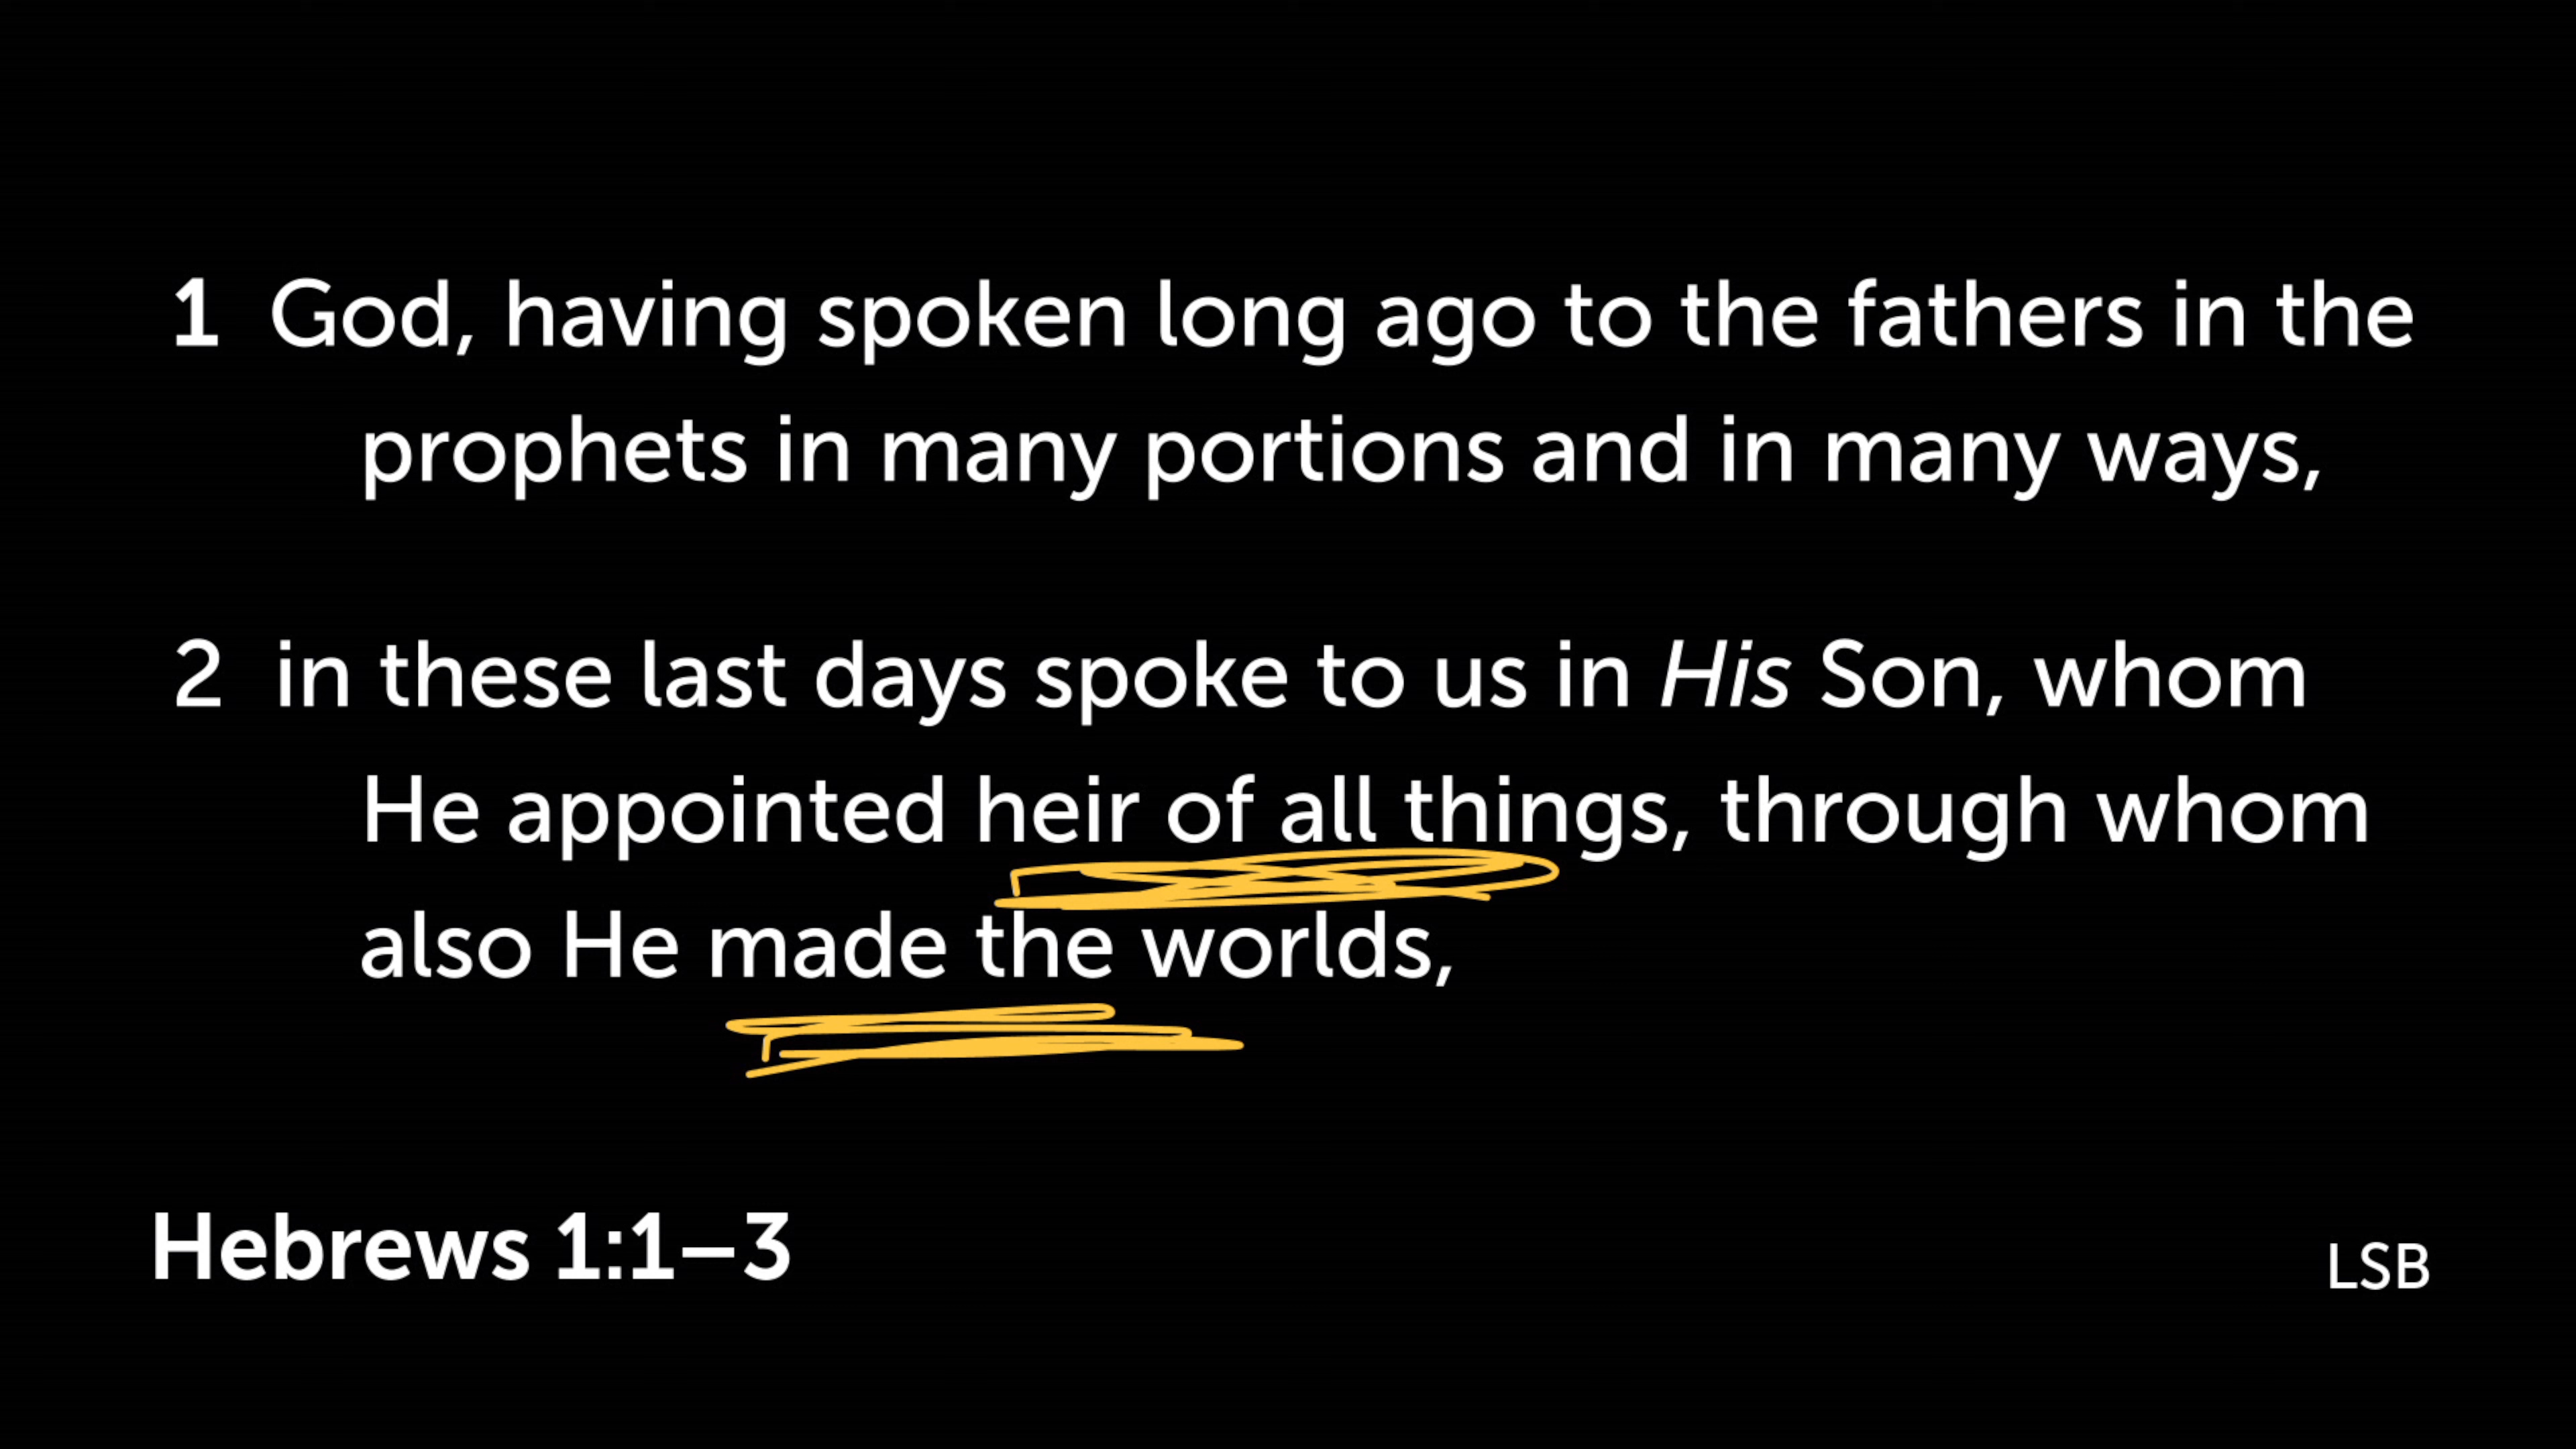 1 God, having spoken long ago to the fathers in the
prophets in many portions and in many ways,
2 in these last days spoke to us in His Son, whom
He appointed heir of all things, through whom
also He made the worlds,
Hebrews 1:1–3
LSB